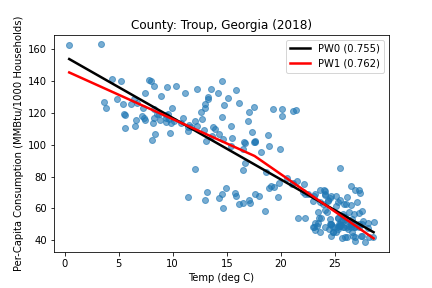 County: Troup, Georgia (2018)
Per-Capita Consumption (MMBtu/1000 Households)
160
140
120
100
80
60
40
PW0 (0.755)
PW1 (0.762)
0 5 10 15 20 25
Temp (deg C)